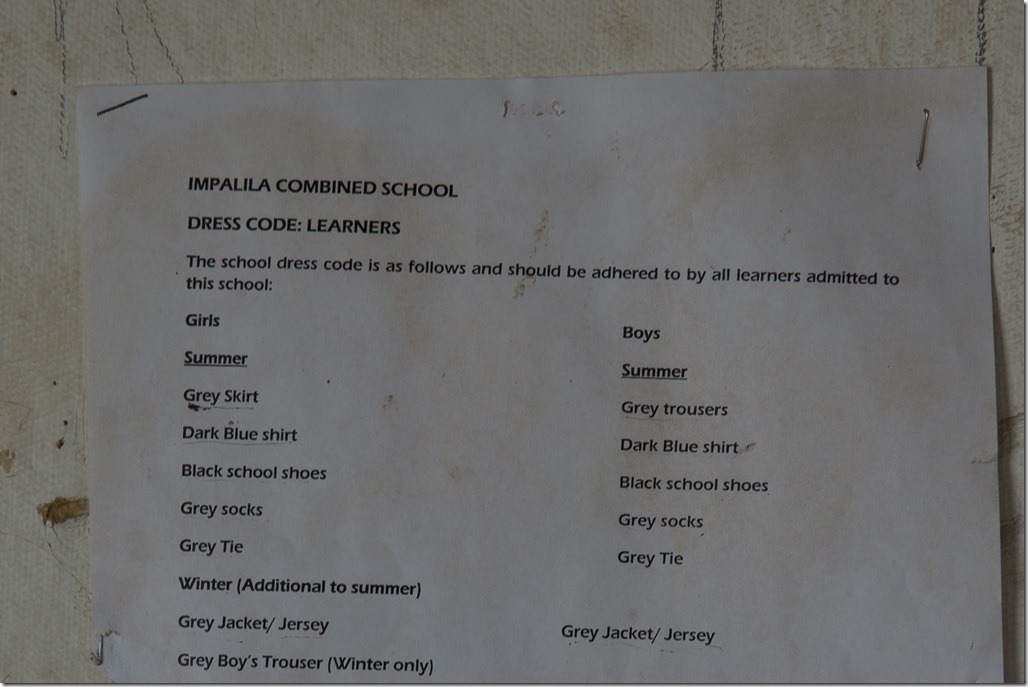 IMPALILA COMBINED SCHOOL
DRESS CODE: LEARNERS
The school dress code is as follows and should be adhered to by all learners admitted to
this school:
Girls
Summer
Grey Skirt
Dark Blue shirt
Black school shoes
Grey socks
Grey Tie
Winter (Additional to summer)
Grey Jacket/ Jersey
Grey Boy's Trouser (Winter only)
Boys
Summer
Grey trousers
Dark Blue shirt
Black school shoes
Grey socks
Grey Tie
Grey Jacket/ Jersey